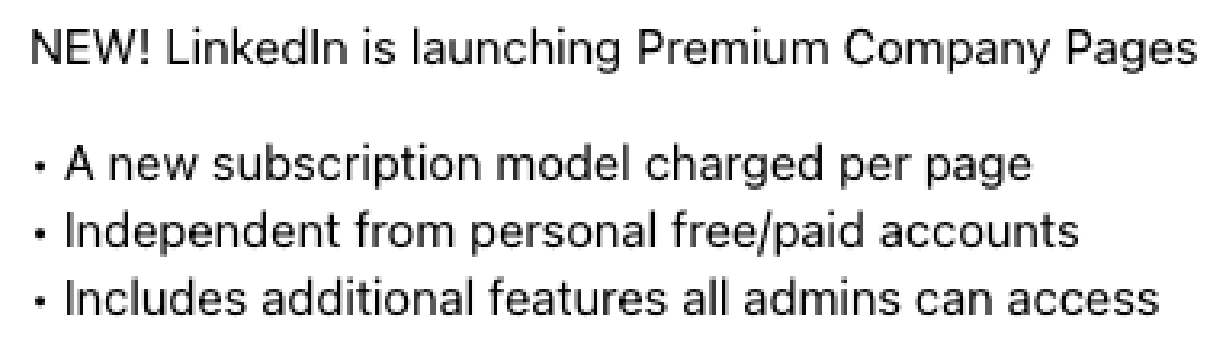 NEW! LinkedIn is launching Premium Company Pages
• A new subscription model charged per page
• Independent from personal free/paid accounts
• Includes additional features all admins can access